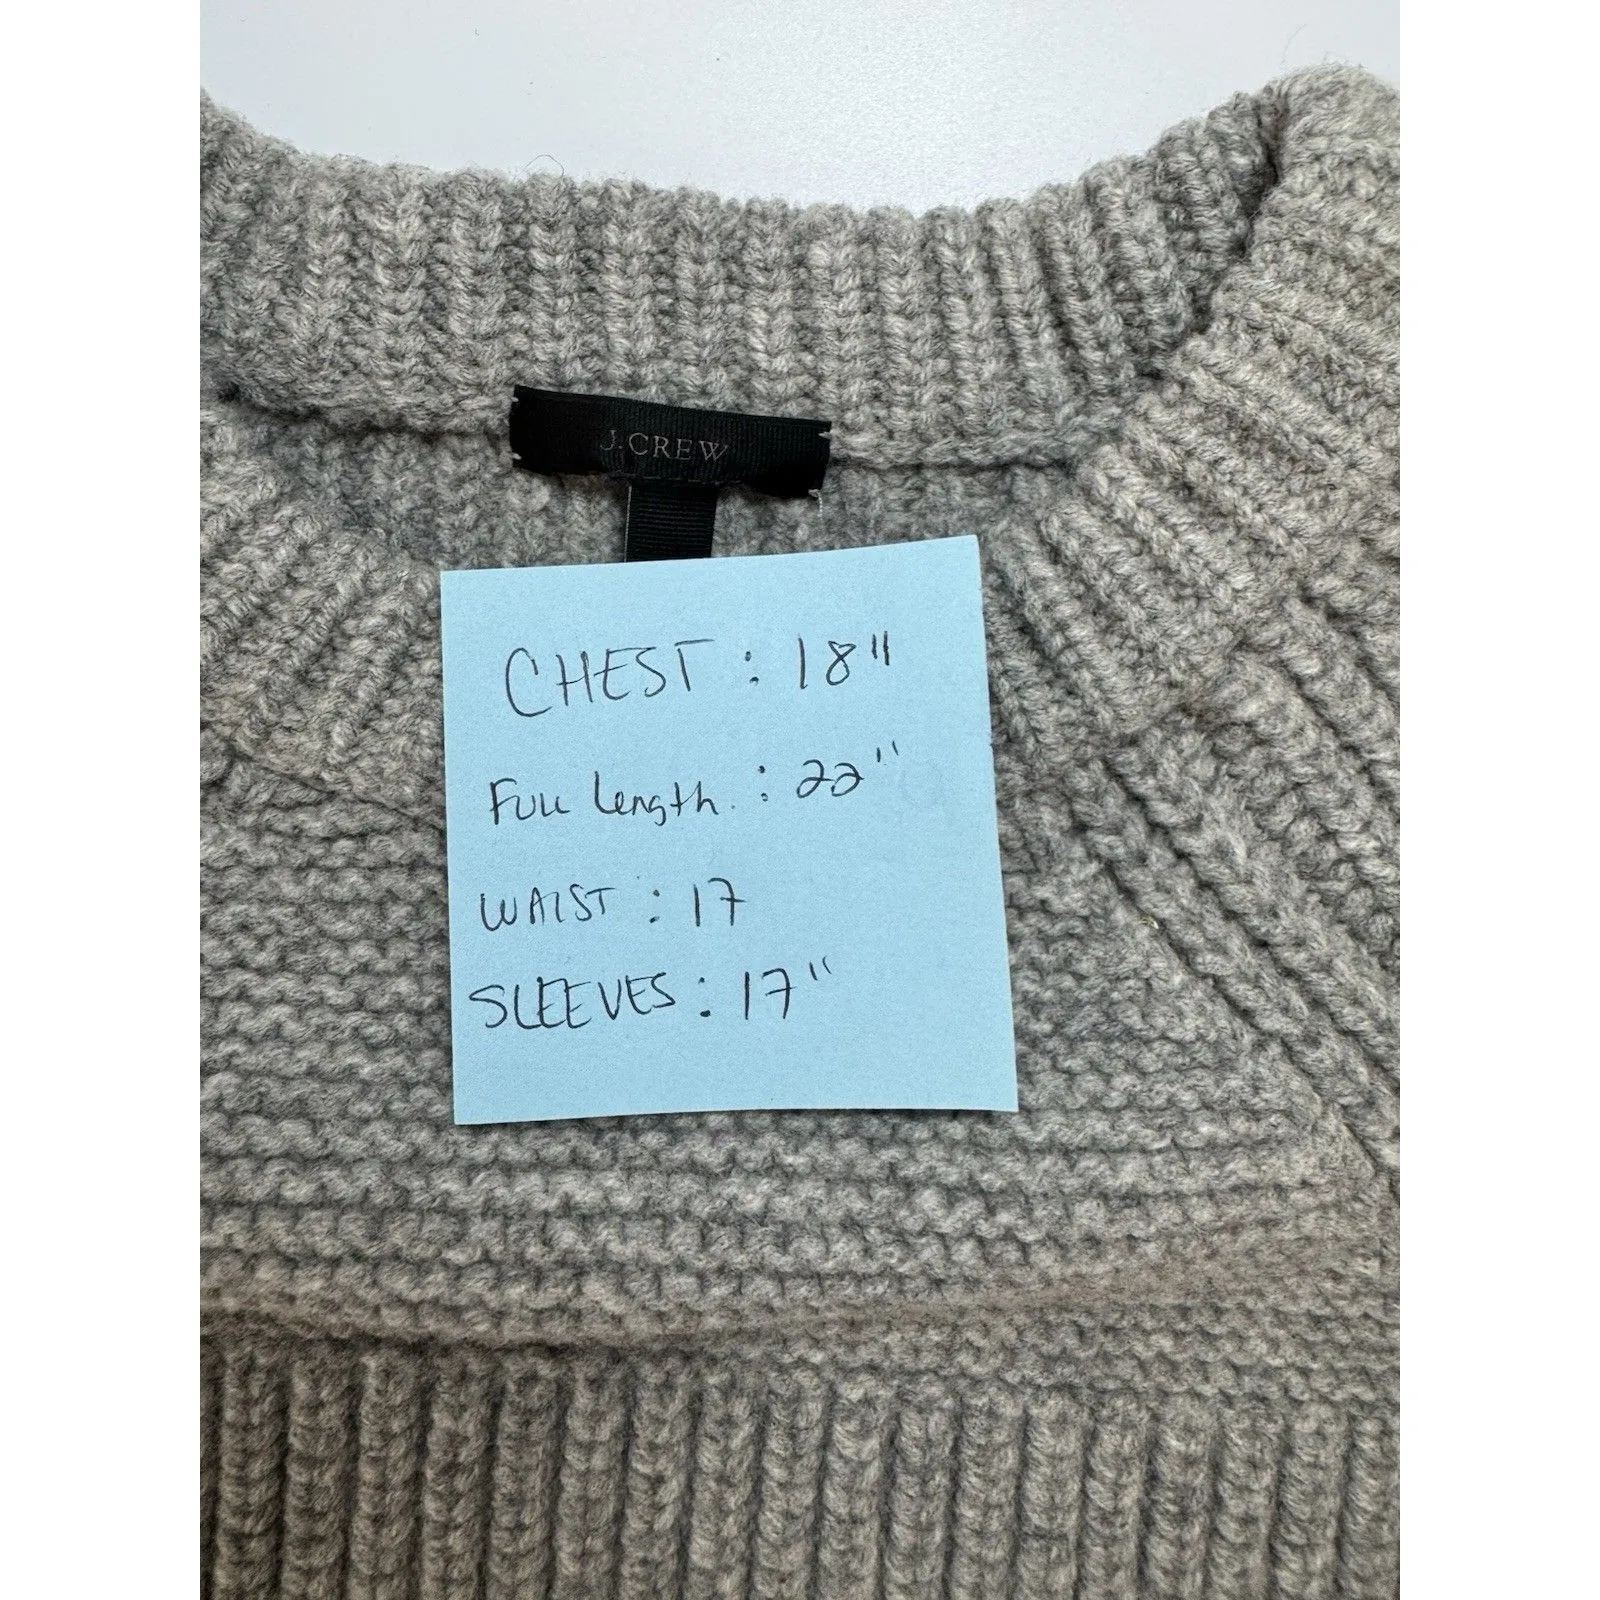 J.CREW
CHEST : 18"
Full Length. : 22"
WAIST : 17
SLEEVES : 17"